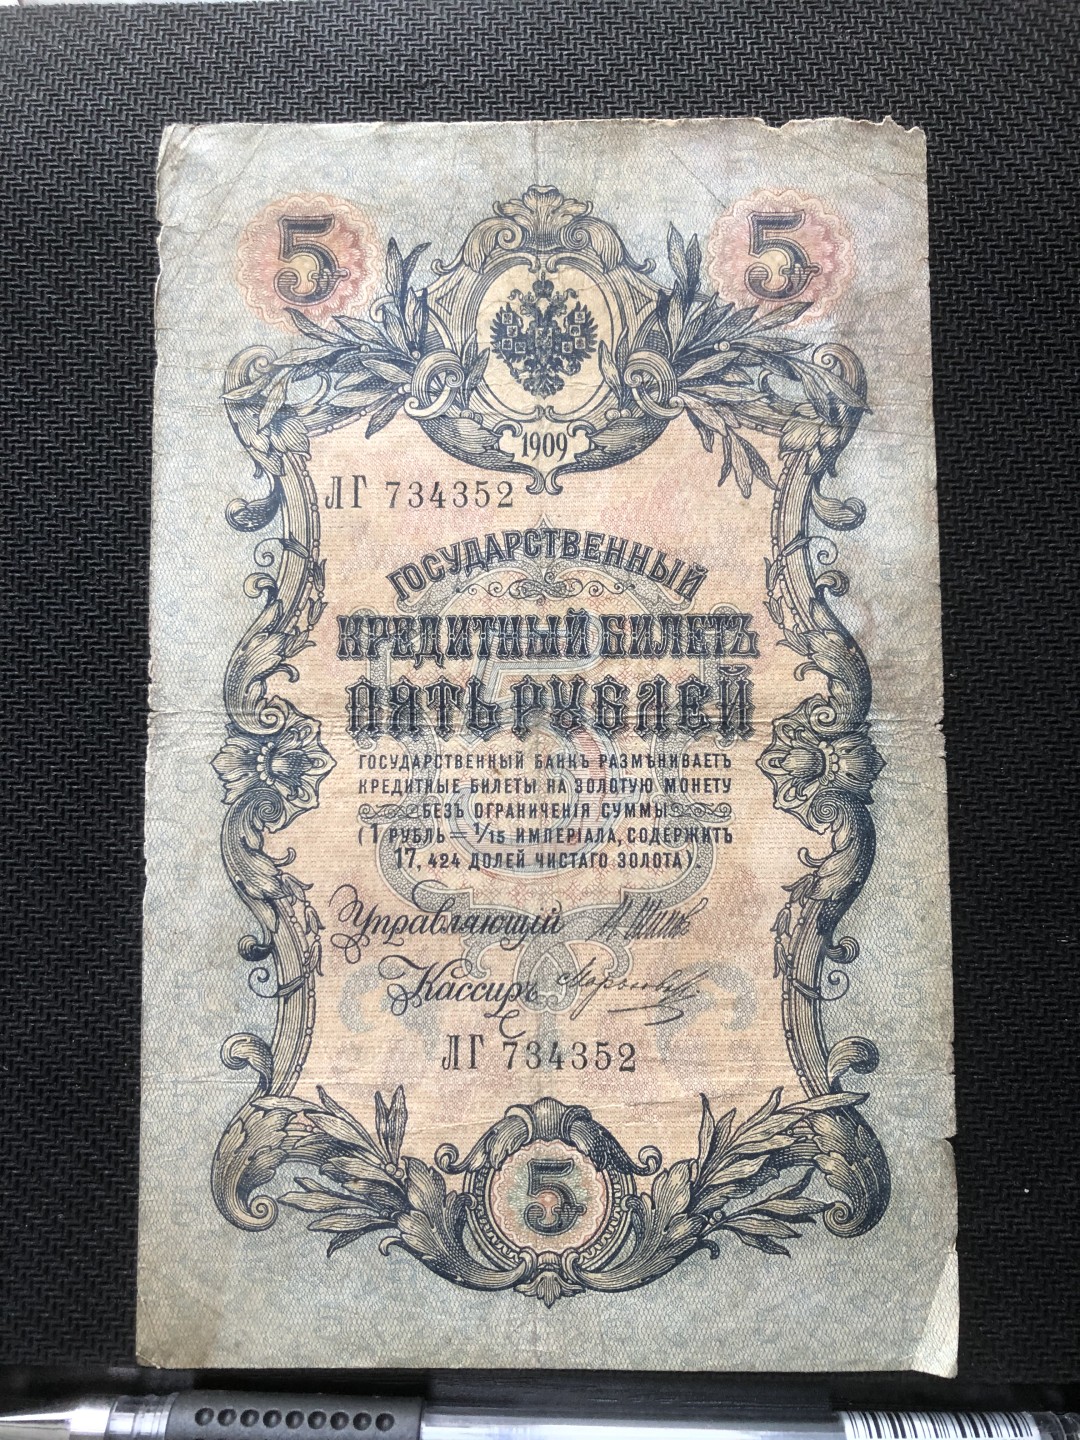 5 5
1909
ЛГ 734352
ГОСУДАРСТВЕННЫЙ
КРЕДИТНЫЙ БИЛЕТЪ
ПЯТЬ РУБЛЕЙ
ГОСУДАРСТВЕННЫЙ БАНКЪ РАЗМѢНИВАЕТЪ
КРЕДИТНЫЕ БИЛЕТЫ НА ЗОЛОТУЮ МОНЕТУ
БЕЗЪ ОГРАНИЧЕНІЯ СУММЫ
(1 РУБЛЬ = 1/15 ИМПЕРІАЛА, СОДЕРЖИТЪ
17,424 ДОЛЕЙ ЧИСТАГО ЗОЛОТА).
Управляющій И. Шипов
Кассиръ
ЛГ 734352
5